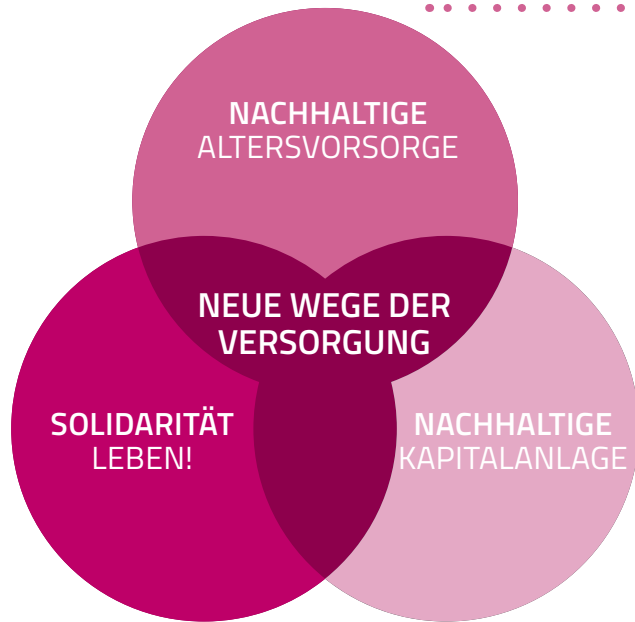 NACHHALTIGE
ALTERSVORSORGE
NEUE WEGE DER
VERSORGUNG
SOLIDARITÄT
LEBEN!
NACHHALTIGE
KAPITALANLAGE